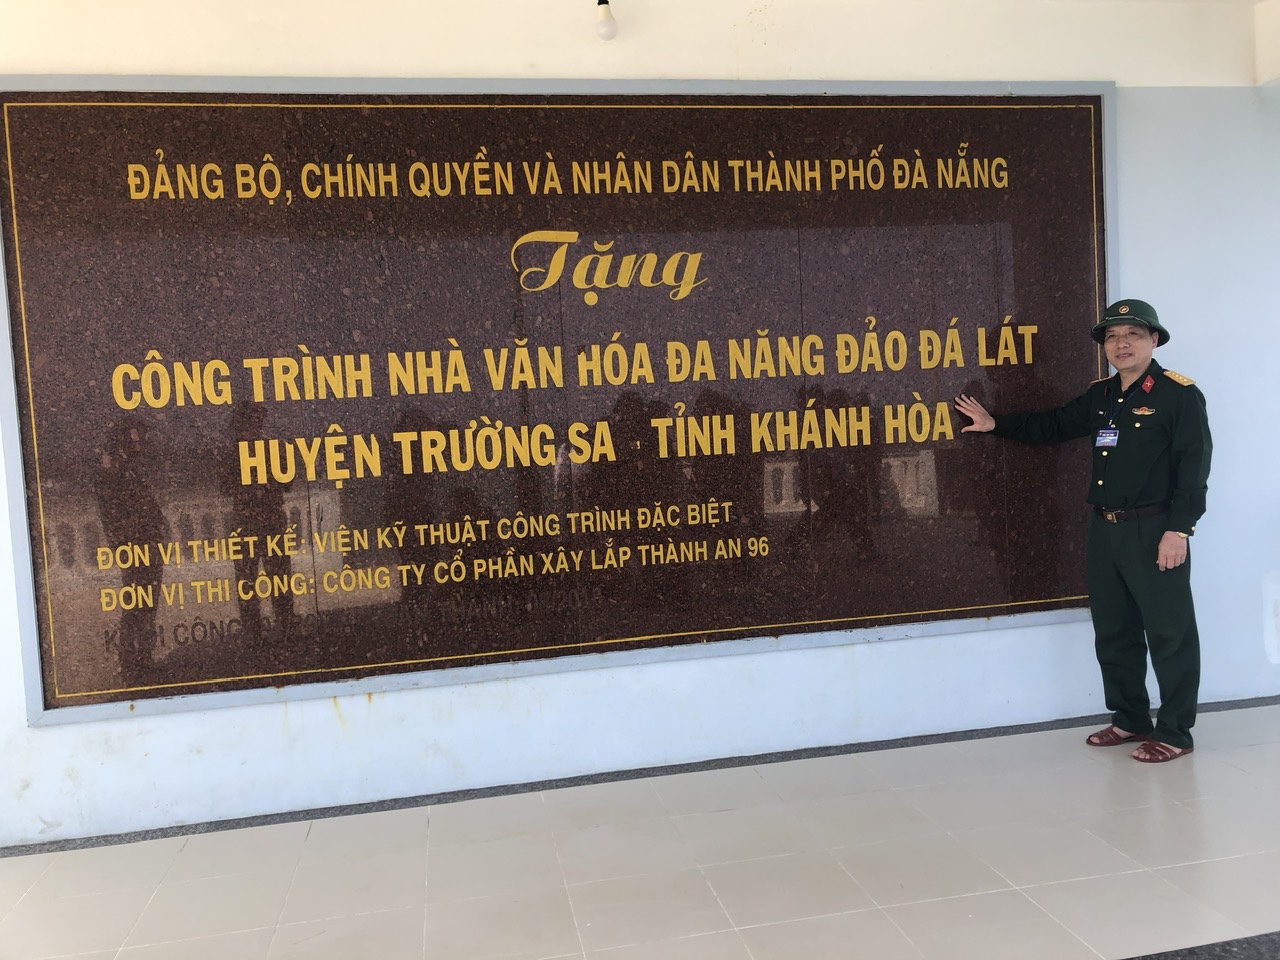 ĐẢNG BỘ, CHÍNH QUYỀN VÀ NHÂN DÂN THÀNH PHỐ ĐÀ NẴNG
Tặng
CÔNG TRÌNH NHÀ VĂN HÓA ĐA NĂNG ĐẢO ĐÁ LÁT
HUYỆN TRƯỜNG SA , TỈNH KHÁNH HÒA
ĐƠN VỊ THIẾT KẾ: VIỆN KỸ THUẬT CÔNG TRÌNH ĐẶC BIỆT
ĐƠN VỊ THI CÔNG: CÔNG TY CỔ PHẦN XÂY LẮP THÀNH AN 96
CÔNG